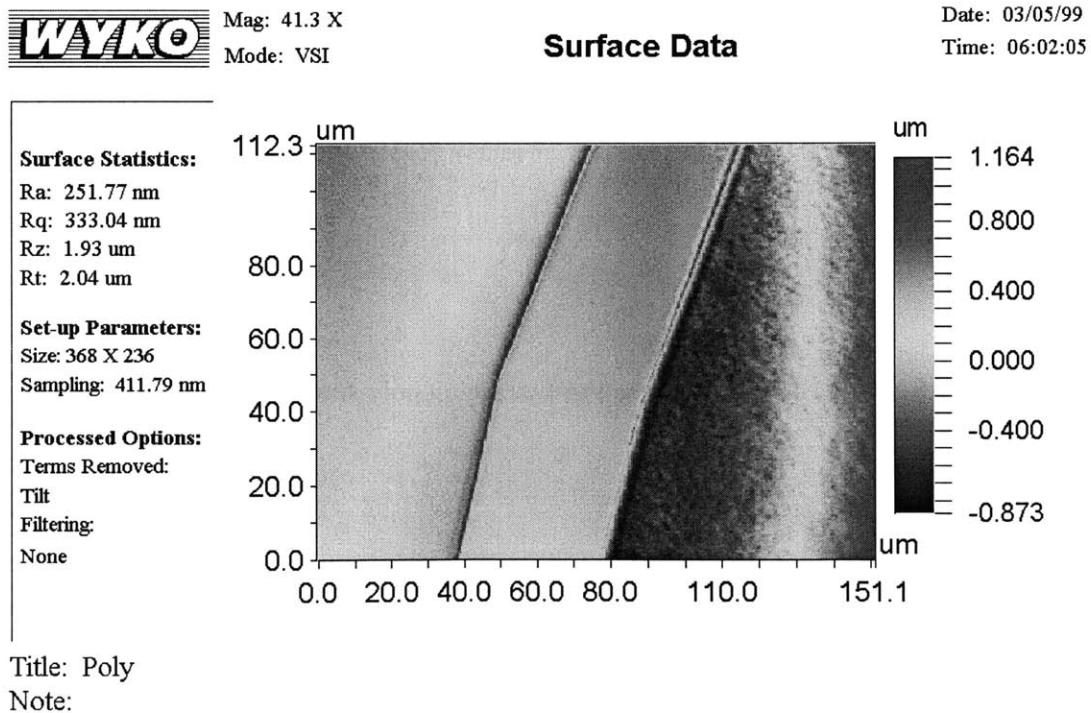 WYKO
Mag: 41.3 X
Mode: VSI
Surface Data
Date: 03/05/99
Time: 06:02:05
Surface Statistics:
Ra: 251.77 nm
Rq: 333.04 nm
Rz: 1.93 um
Rt: 2.04 um
Set-up Parameters:
Size: 368 X 236
Sampling: 411.79 nm
Processed Options:
Terms Removed:
Tilt
Filtering:
None
um
112.3
80.0
60.0
40.0
20.0
0.0
0.0 20.0 40.0 60.0 80.0 110.0 151.1
um
um
1.164
0.800
0.400
0.000
-0.400
-0.873
Title: Poly
Note: